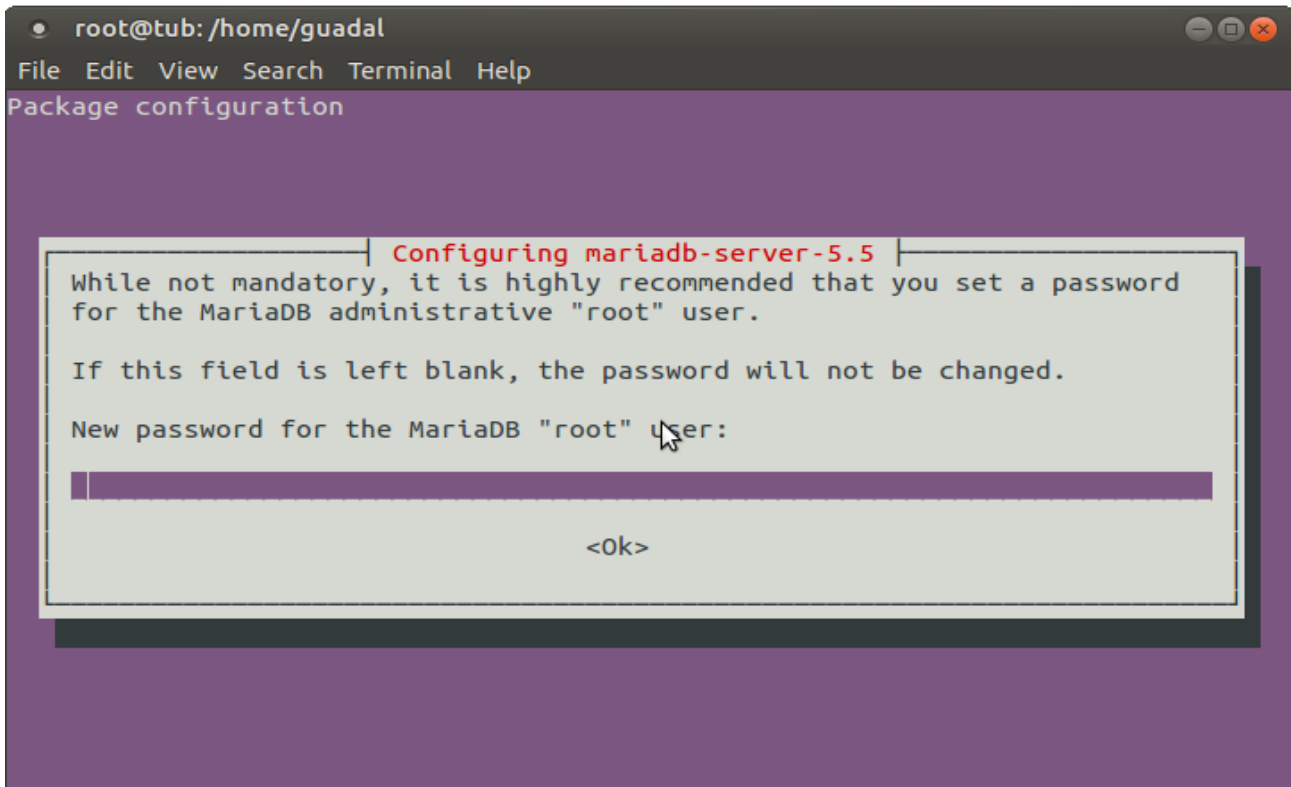 root@tub: /home/guadal
File Edit View Search Terminal Help
Package configuration
Configuring mariadb-server-5.5
While not mandatory, it is highly recommended that you set a password
for the MariaDB administrative "root" user.
If this field is left blank, the password will not be changed.
New password for the MariaDB "root" user:
<Ok>